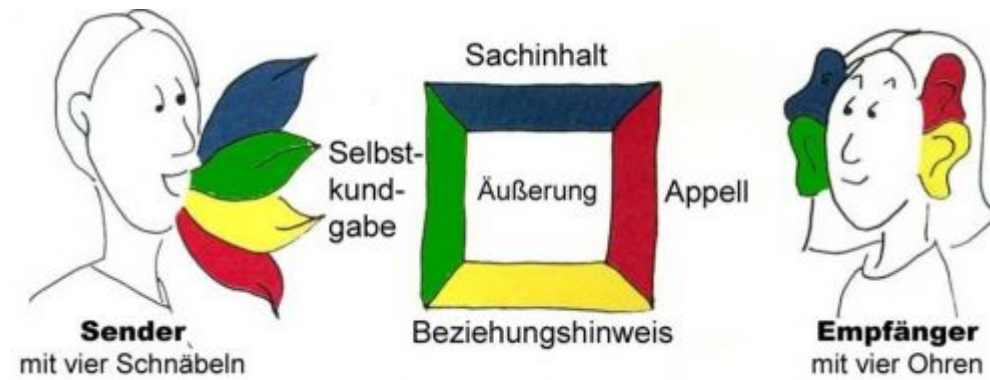 Sachinhalt
Selbst-
kund-
gabe
Äußerung
Appell
Beziehungshinweis
Sender
mit vier Schnäbeln
Empfänger
mit vier Ohren